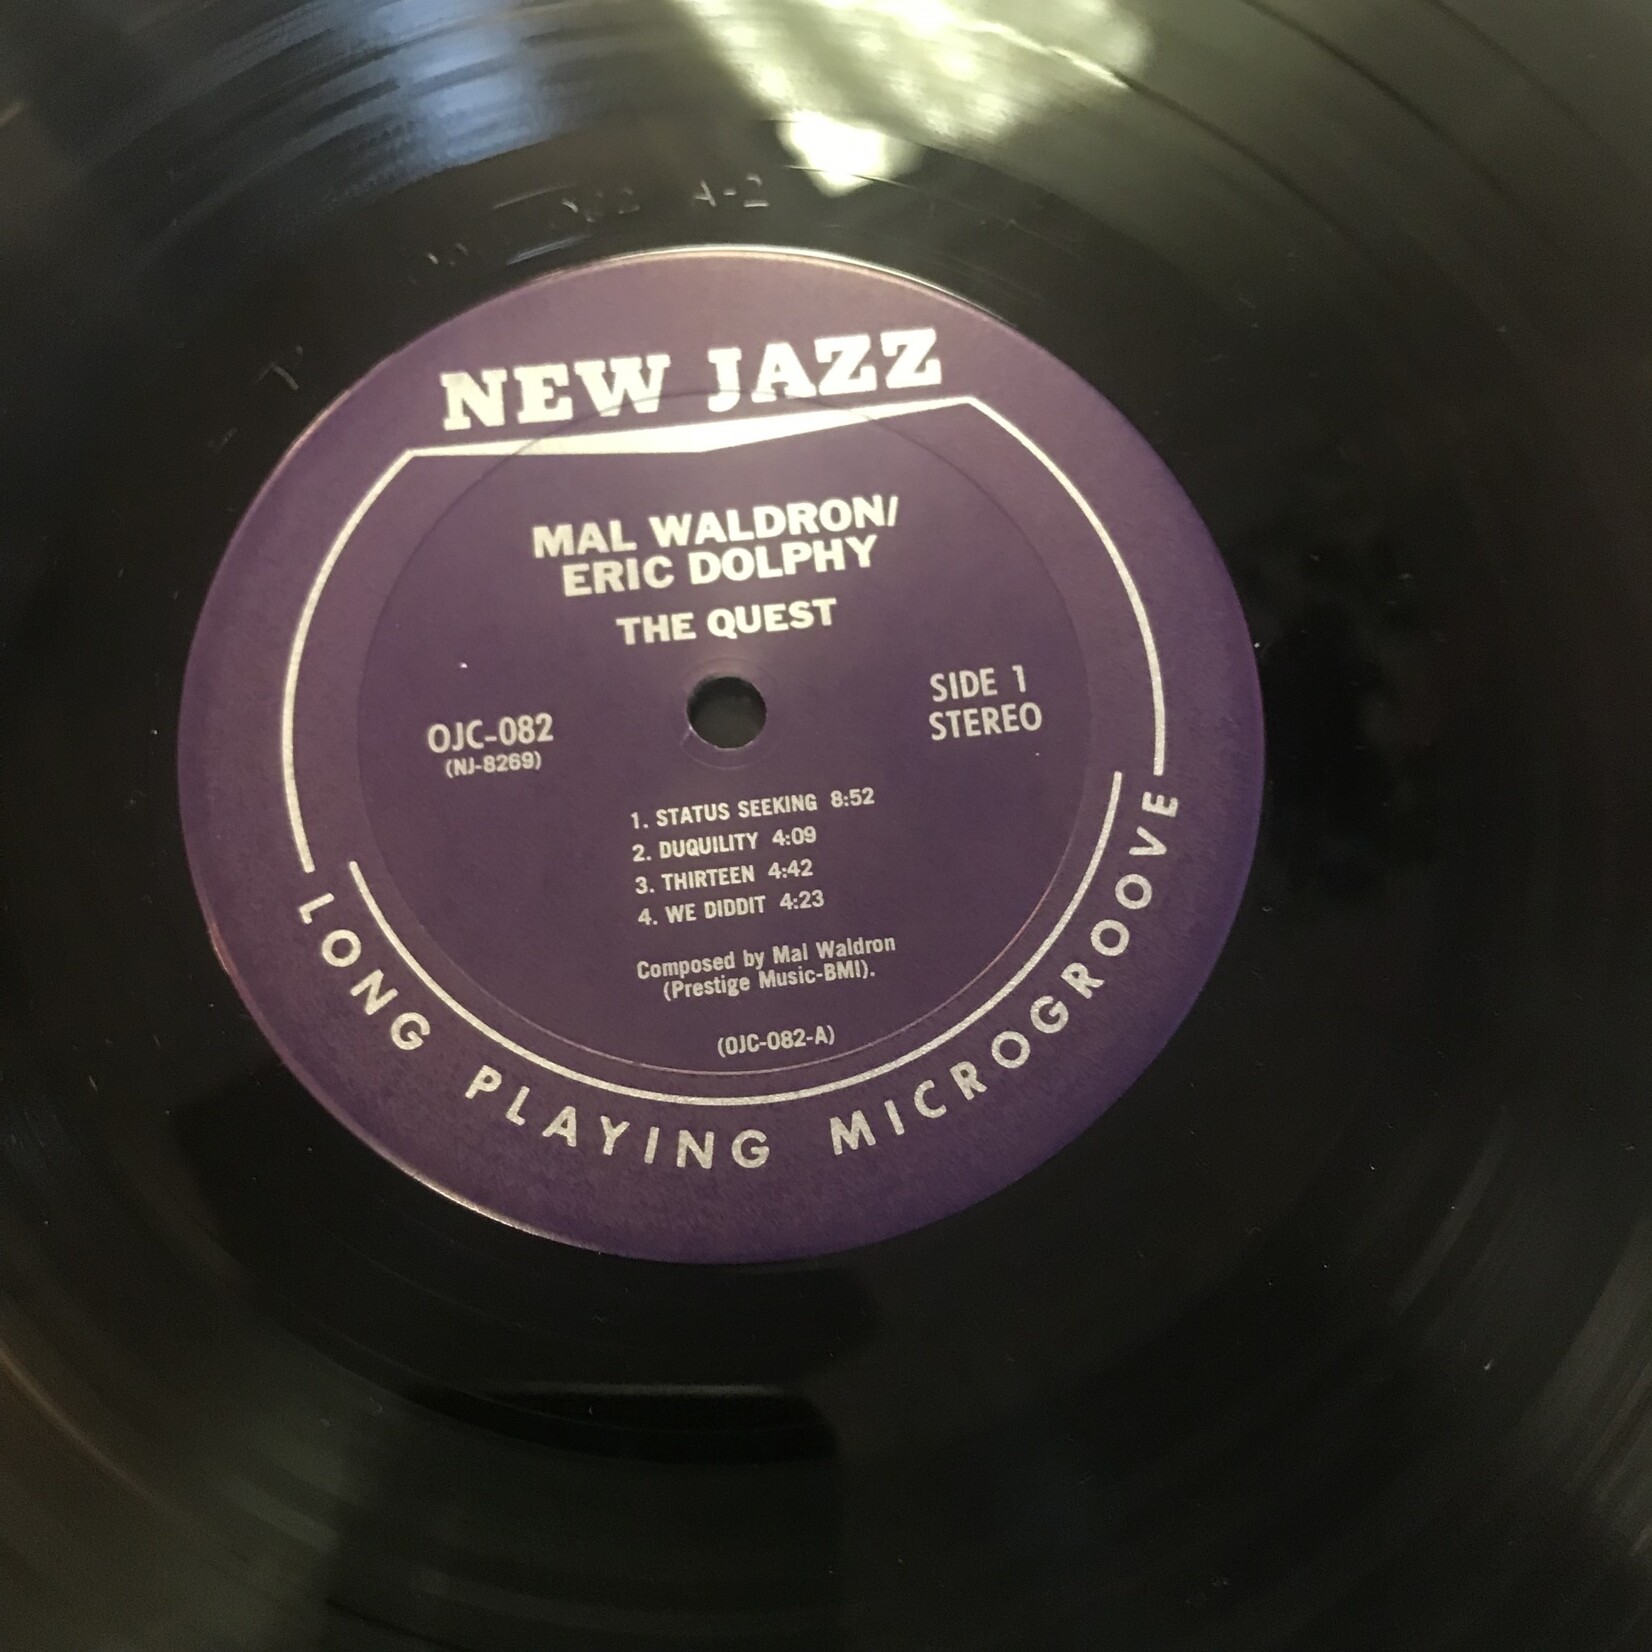 082 A-2
NEW JAZZ
MAL WALDRON/
ERIC DOLPHY
THE QUEST
OJC-082
(NJ-8269)
SIDE 1
STEREO
1. STATUS SEEKING 8:52
2. DUQUILITY 4:09
3. THIRTEEN 4:42
4. WE DIDDIT 4:23
Composed by Mal Waldron
(Prestige Music-BMI).
(OJC-082-A)
LONG PLAYING MICROGROOVE